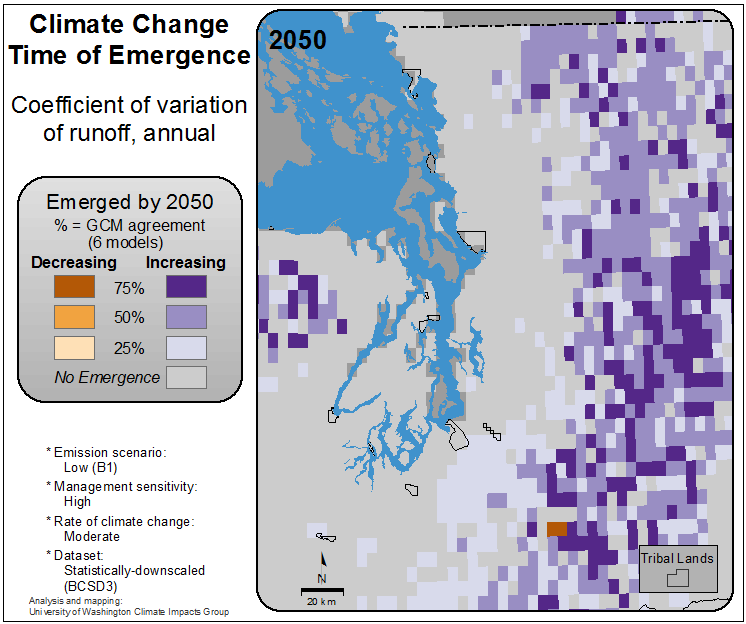 Climate Change
Time of Emergence
Coefficient of variation
of runoff, annual
Emerged by 2050
% = GCM agreement
(6 models)
Decreasing Increasing
75%
50%
25%
No Emergence
* Emission scenario:
Low (B1)
* Management sensitivity:
High
* Rate of climate change:
Moderate
* Dataset:
Statistically-downscaled
(BCSD3)
Analysis and mapping:
University of Washington Climate Impacts Group
2050
N
20 km
Tribal Lands